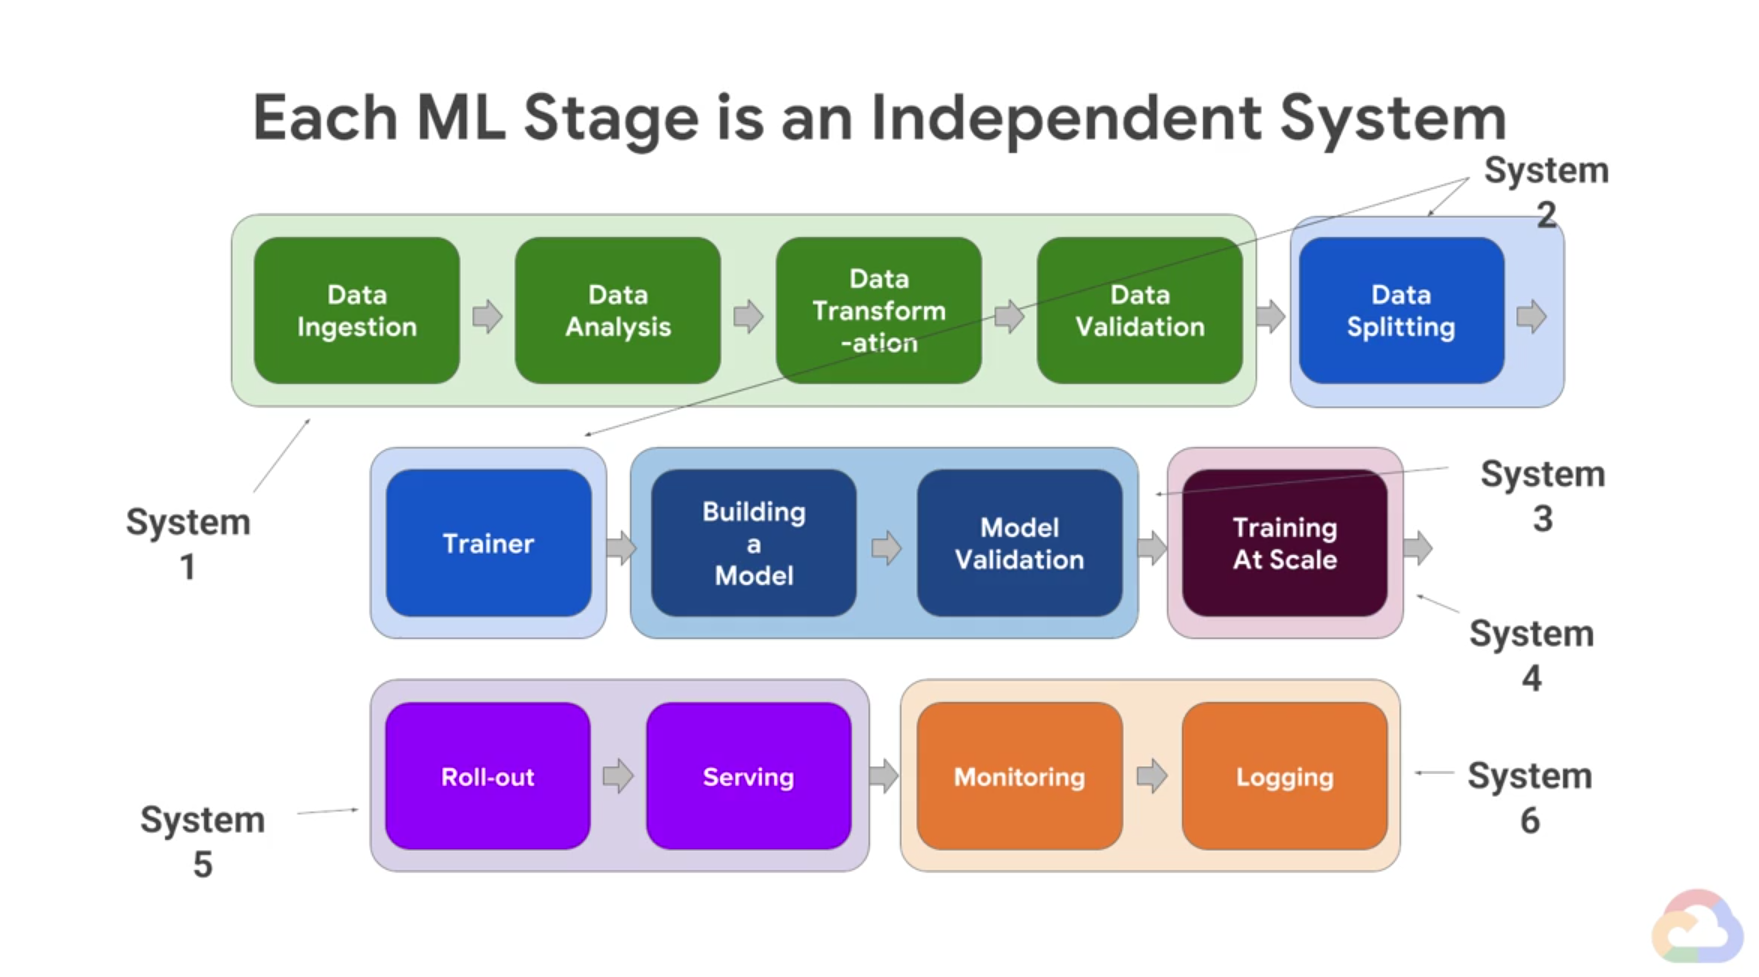 Each ML Stage is an Independent System
System
2
Data
Ingestion
Data
Analysis
Data
Transform
-ation
Data
Validation
Data
Splitting
System
1
Trainer
Building
a
Model
Model
Validation
Training
At Scale
System
3
System
4
Roll-out
Serving
Monitoring
Logging
System
5
System
6